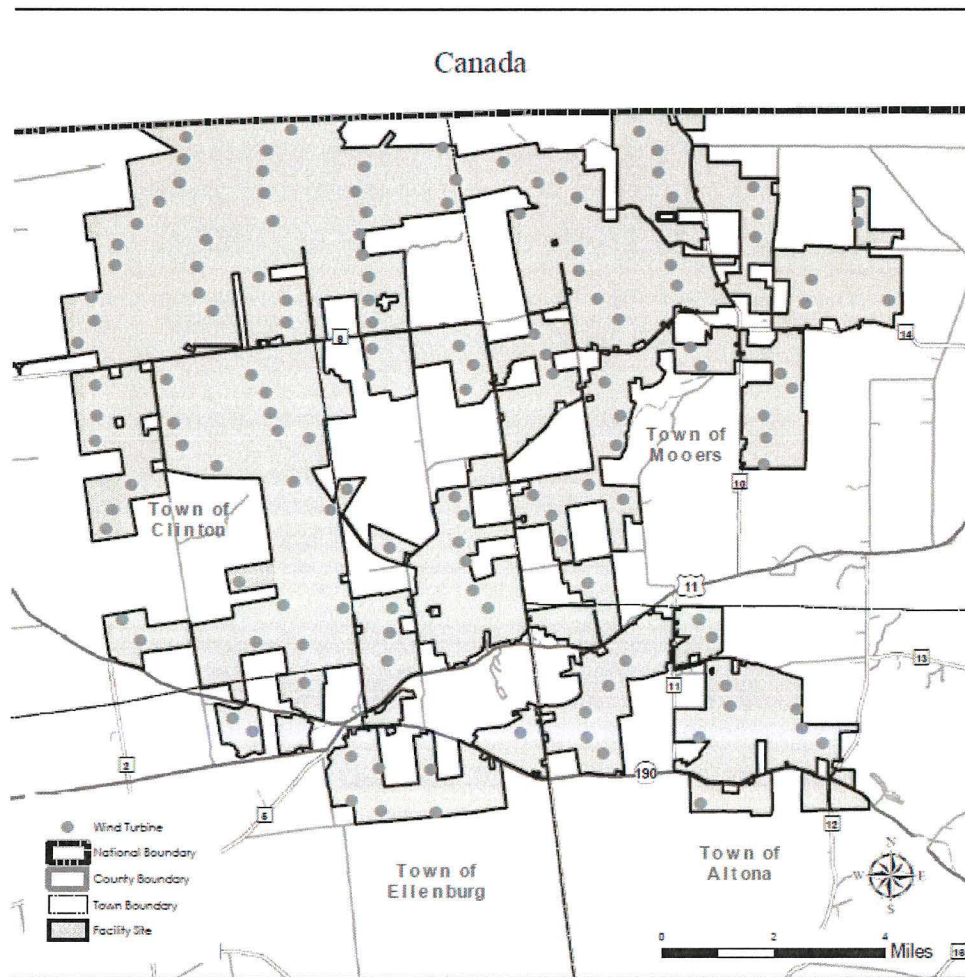 Canada
8
14
Town of
Mooers
10
Town of
Clinton
11
13
11
2
190
5
12
Wind Turbine
National Boundary
County Boundary
Town Boundary
Facility Site
Town of
Ellenburg
Town of
Altona
N
W E
S
0 2 4
Miles
16